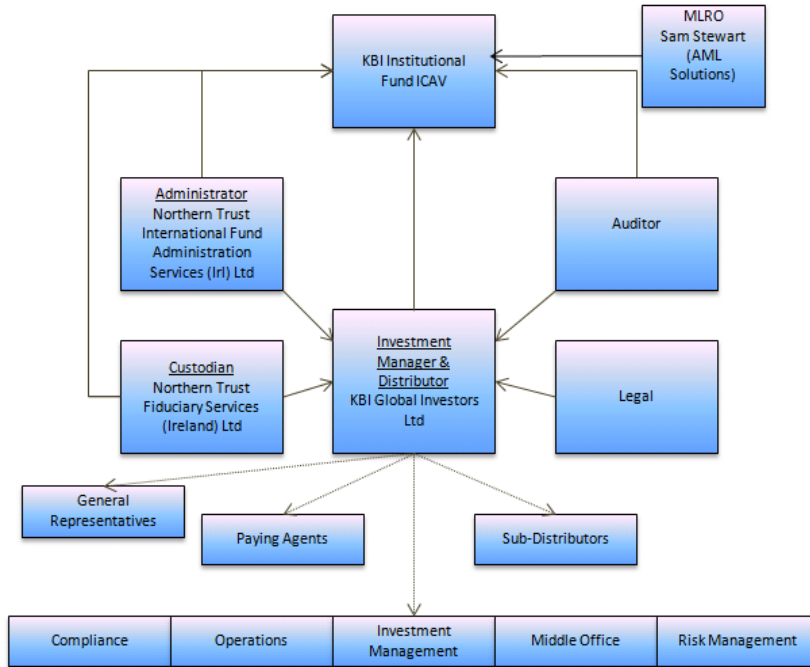 MLRO
Sam Stewart
(AML
Solutions)
KBI Institutional
Fund ICAV
Administrator
Northern Trust
International Fund
Administration
Services (Irl) Ltd
Auditor
Custodian
Northern Trust
Fiduciary Services
(Ireland) Ltd
Investment
Manager &
Distributor
KBI Global Investors
Ltd
Legal
General
Representatives
Paying Agents
Sub-Distributors
Compliance
Operations
Investment
Management
Middle Office
Risk Management